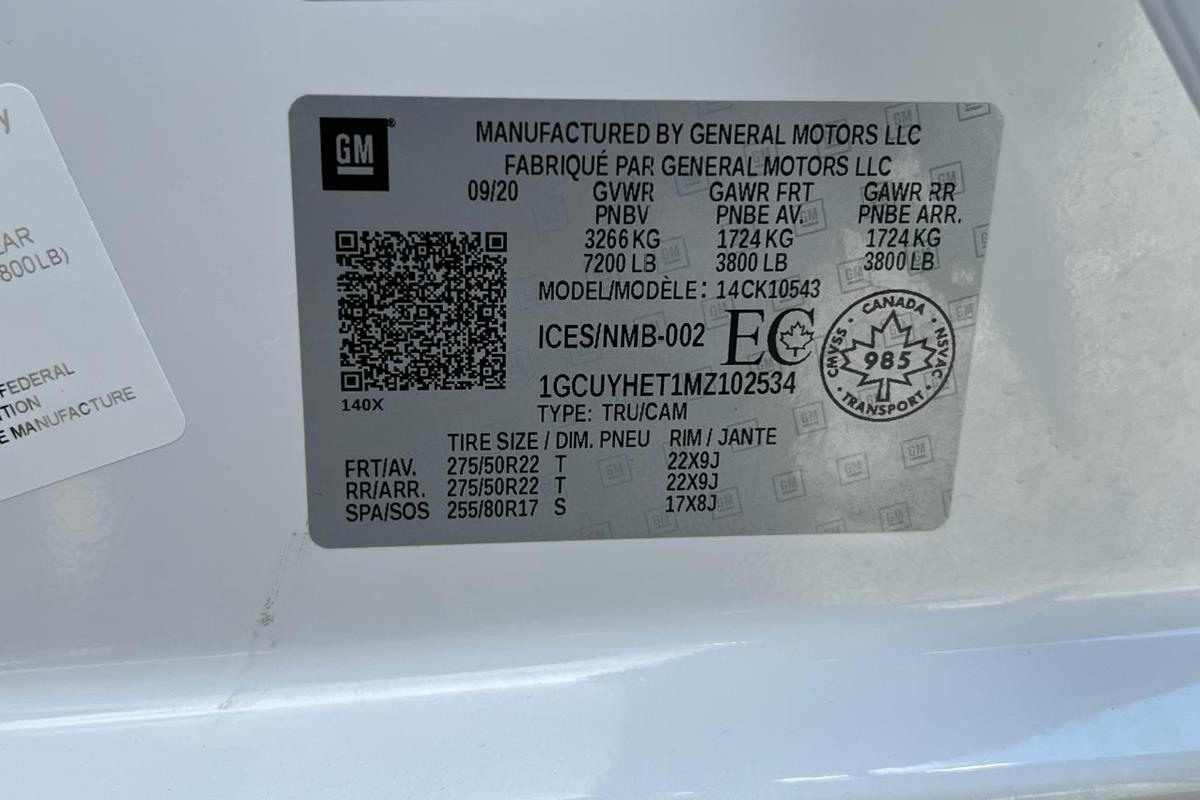 GM
MANUFACTURED BY GENERAL MOTORS LLC
FABRIQUÉ PAR GENERAL MOTORS LLC
09/20 GVWR GAWR FRT GAWR RR
PNBV PNBE AV. PNBE ARR.
3266 KG 1724 KG 1724 KG
7200 LB 3800 LB 3800 LB
MODEL/MODÈLE: 14CK10543
ICES/NMB-002 EC
1GCUYHET1MZ102534
140X
TYPE: TRU/CAM
CANADA
CMVSS 985 NSVAC
TRANSPORT
TIRE SIZE / DIM. PNEU RIM / JANTE
FRT/AV. 275/50R22 T 22X9J
RR/ARR. 275/50R22 T 22X9J
SPA/SOS 255/80R17 S 17X8J
800 LB)
FEDERAL
MANUFACTURE